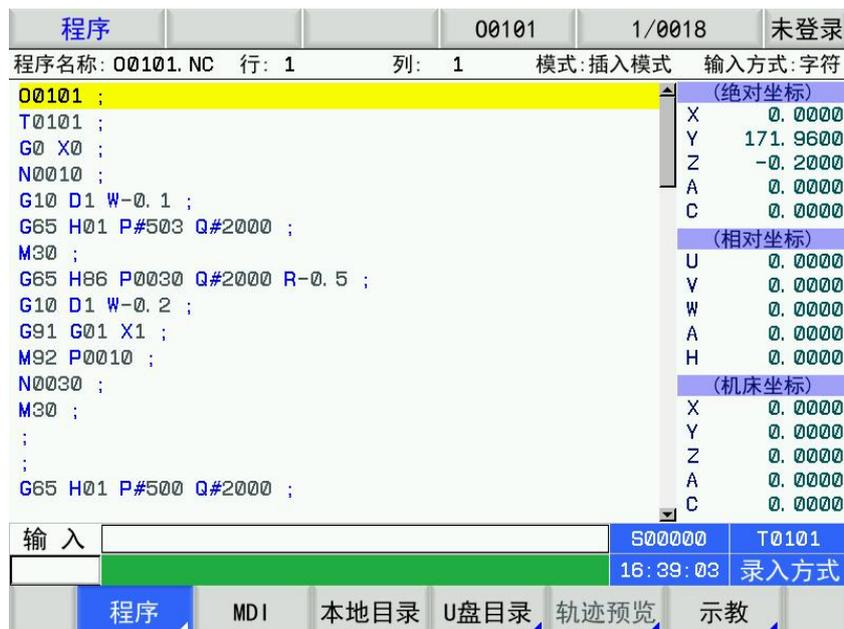 程序 O0101 1/0018 未登录
程序名称: O0101.NC 行: 1 列: 1 模式:插入模式 输入方式:字符
O0101 ;
T0101 ;
G0 X0 ;
N0010 ;
G10 D1 W-0.1 ;
G65 H01 P#503 Q#2000 ;
M30 ;
G65 H86 P0030 Q#2000 R-0.5 ;
G10 D1 W-0.2 ;
G91 G01 X1 ;
M92 P0010 ;
N0030 ;
M30 ;
;
;
G65 H01 P#500 Q#2000 ;
(绝对坐标)
X 0.0000
Y 171.9600
Z -0.2000
A 0.0000
C 0.0000
(相对坐标)
U 0.0000
V 0.0000
W 0.0000
A 0.0000
H 0.0000
(机床坐标)
X 0.0000
Y 0.0000
Z 0.0000
A 0.0000
C 0.0000
输入 S00000 T0101
16:39:03 录入方式
程序 MDI 本地目录 U盘目录 轨迹预览 示教